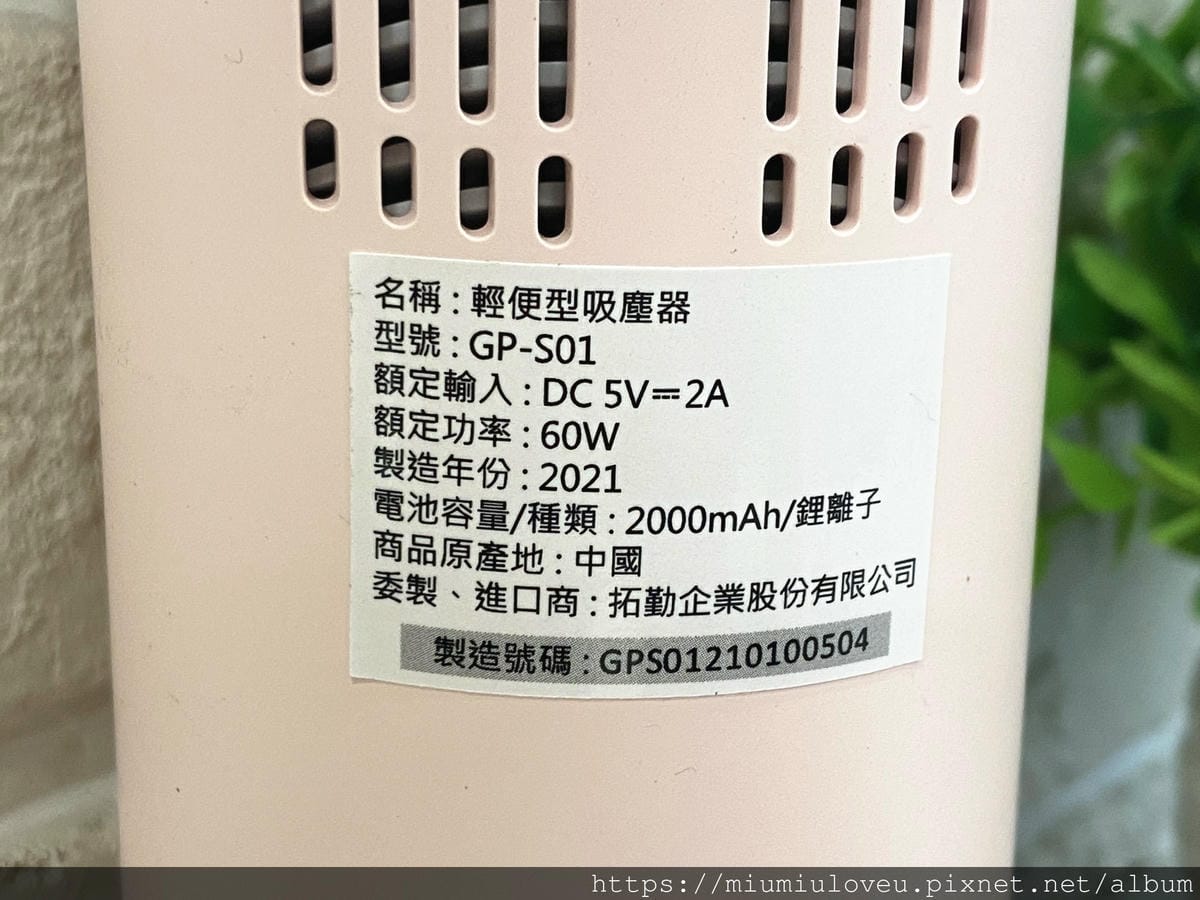 名稱 : 輕便型吸塵器
型號 : GP-S01
額定輸入 : DC 5V⎓2A
額定功率 : 60W
製造年份 : 2021
電池容量/種類 : 2000mAh/鋰離子
商品原產地 : 中國
委製、進口商 : 拓勤企業股份有限公司
製造號碼 : GPS01210100504
https://miumiuloveu.pixnet.net/album